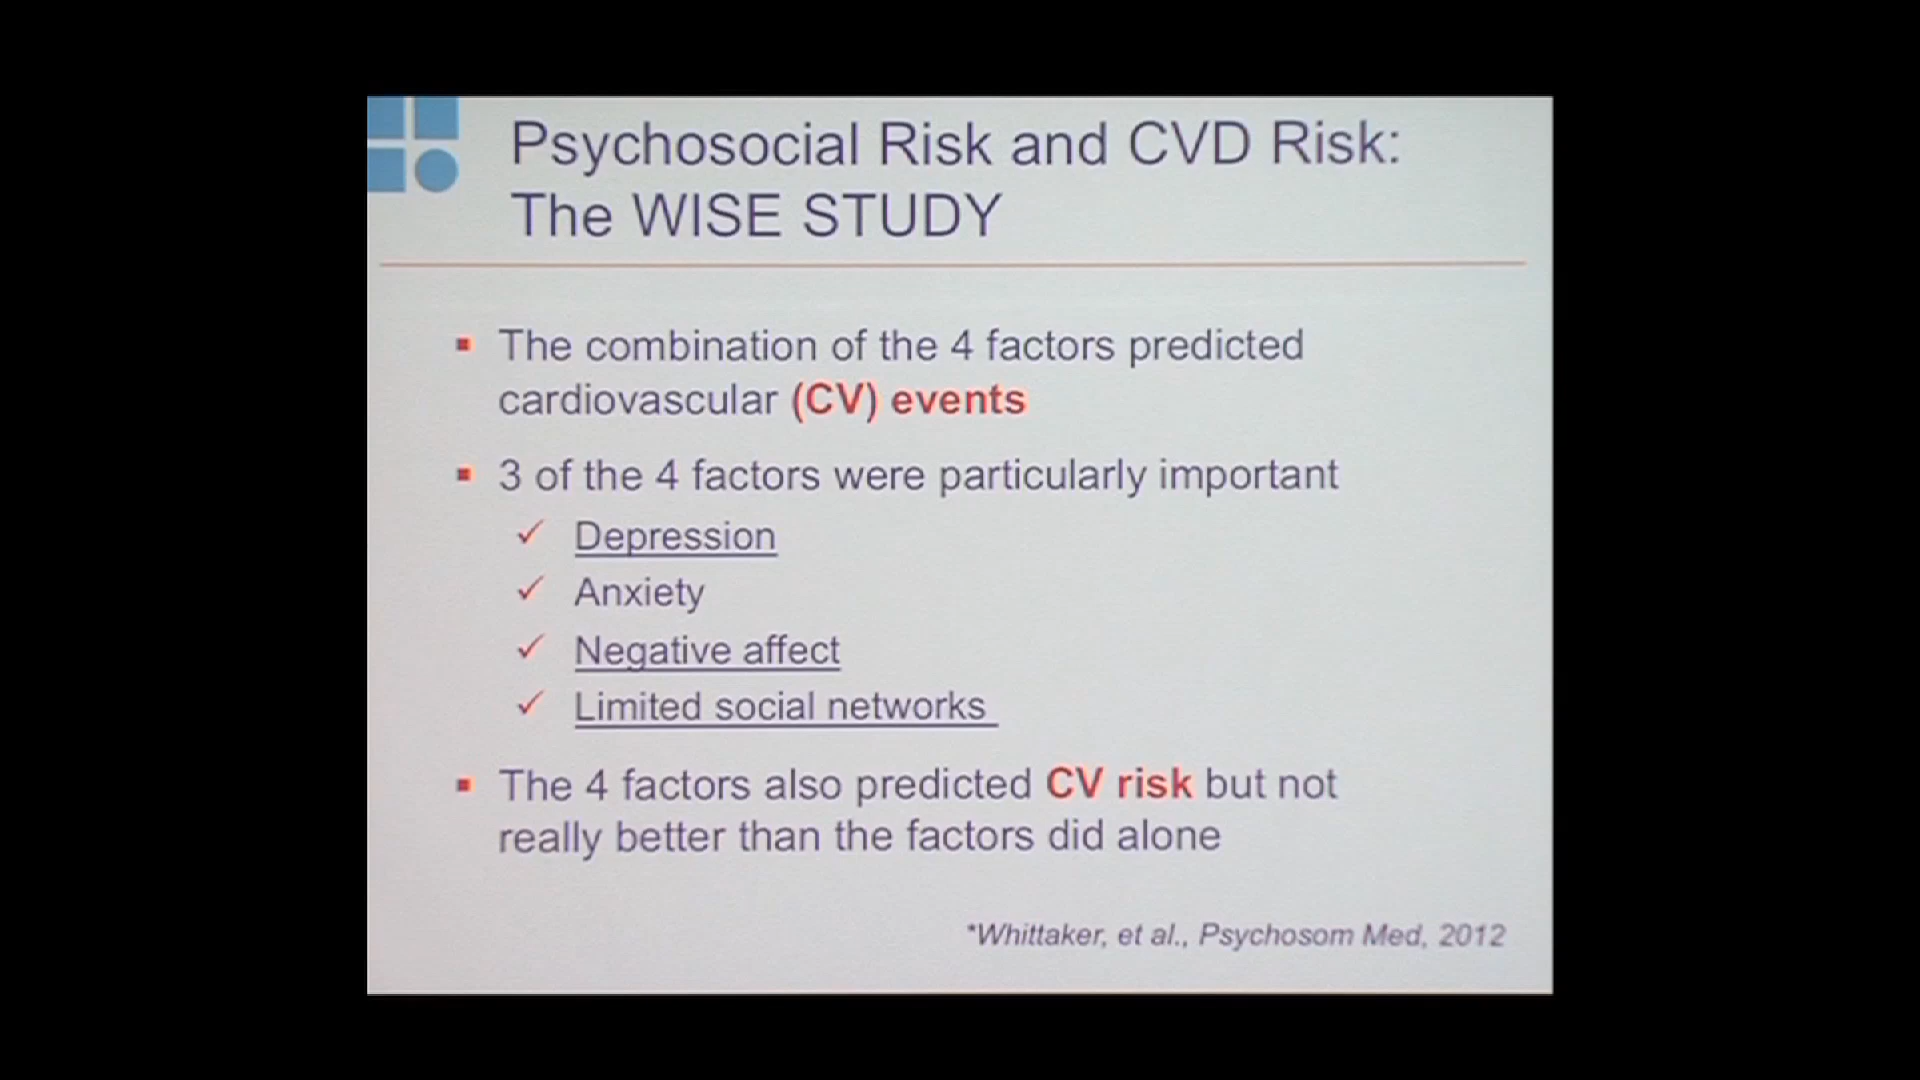 Psychosocial Risk and CVD Risk:
The WISE STUDY
The combination of the 4 factors predicted
cardiovascular (CV) events
3 of the 4 factors were particularly important
Depression
Anxiety
Negative affect
Limited social networks
The 4 factors also predicted CV risk but not
really better than the factors did alone
*Whittaker, et al., Psychosom Med, 2012